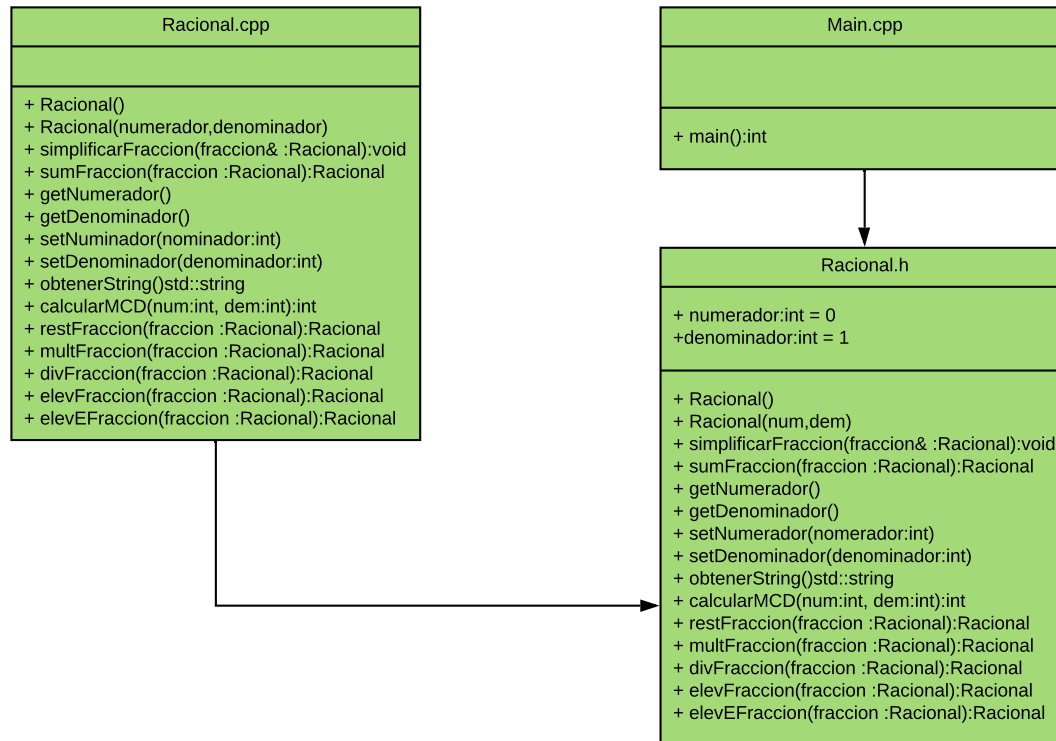 Racional.cpp
+ Racional()
+ Racional(numerador,denominador)
+ simplificarFraccion(fraccion& :Racional):void
+ sumFraccion(fraccion :Racional):Racional
+ getNumerador()
+ getDenominador()
+ setNuminador(nominador:int)
+ setDenominador(denominador:int)
+ obtenerString()std::string
+ calcularMCD(num:int, dem:int):int
+ restFraccion(fraccion :Racional):Racional
+ multFraccion(fraccion :Racional):Racional
+ divFraccion(fraccion :Racional):Racional
+ elevFraccion(fraccion :Racional):Racional
+ elevEFraccion(fraccion :Racional):Racional
Main.cpp
+ main():int
Racional.h
+ numerador:int = 0
+denominador:int = 1
+ Racional()
+ Racional(num,dem)
+ simplificarFraccion(fraccion& :Racional):void
+ sumFraccion(fraccion :Racional):Racional
+ getNumerador()
+ getDenominador()
+ setNumerador(nomerador:int)
+ setDenominador(denominador:int)
+ obtenerString()std::string
+ calcularMCD(num:int, dem:int):int
+ restFraccion(fraccion :Racional):Racional
+ multFraccion(fraccion :Racional):Racional
+ divFraccion(fraccion :Racional):Racional
+ elevFraccion(fraccion :Racional):Racional
+ elevEFraccion(fraccion :Racional):Racional